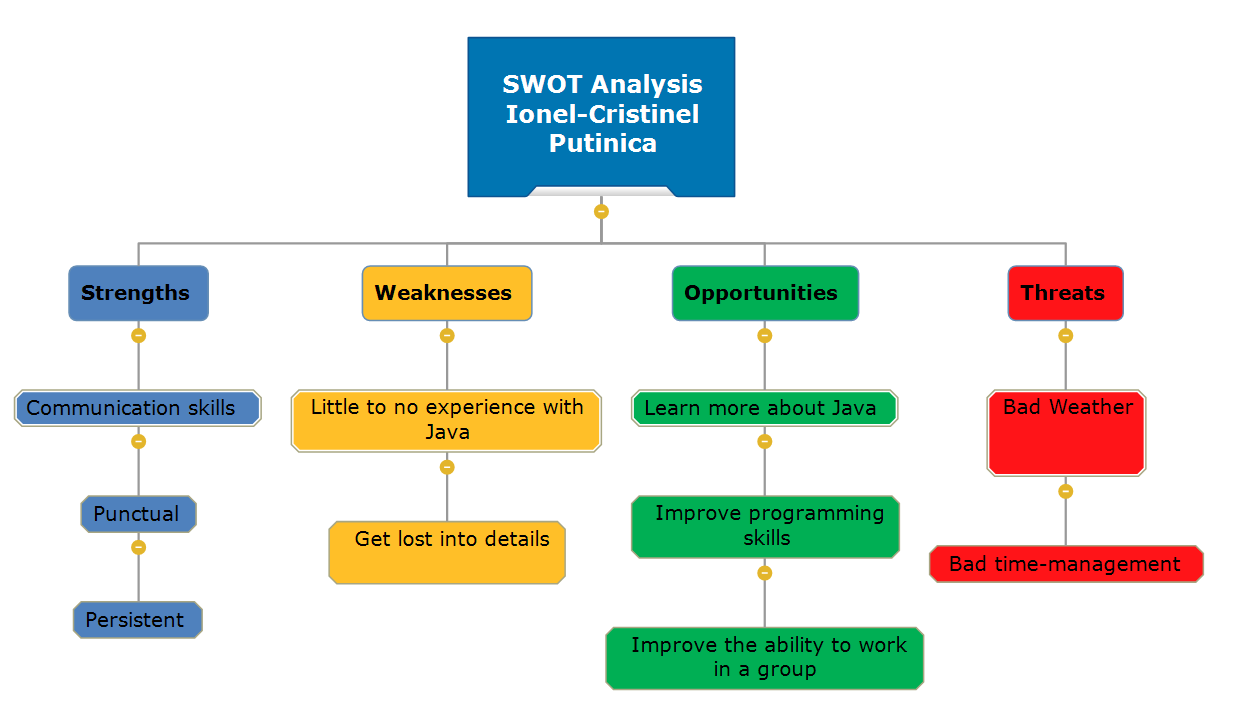 SWOT Analysis
Ionel-Cristinel
Putinica
Strengths
Weaknesses
Opportunities
Threats
Communication skills
Punctual
Persistent
Little to no experience with
Java
Get lost into details
Learn more about Java
Improve programming
skills
Improve the ability to work
in a group
Bad Weather
Bad time-management